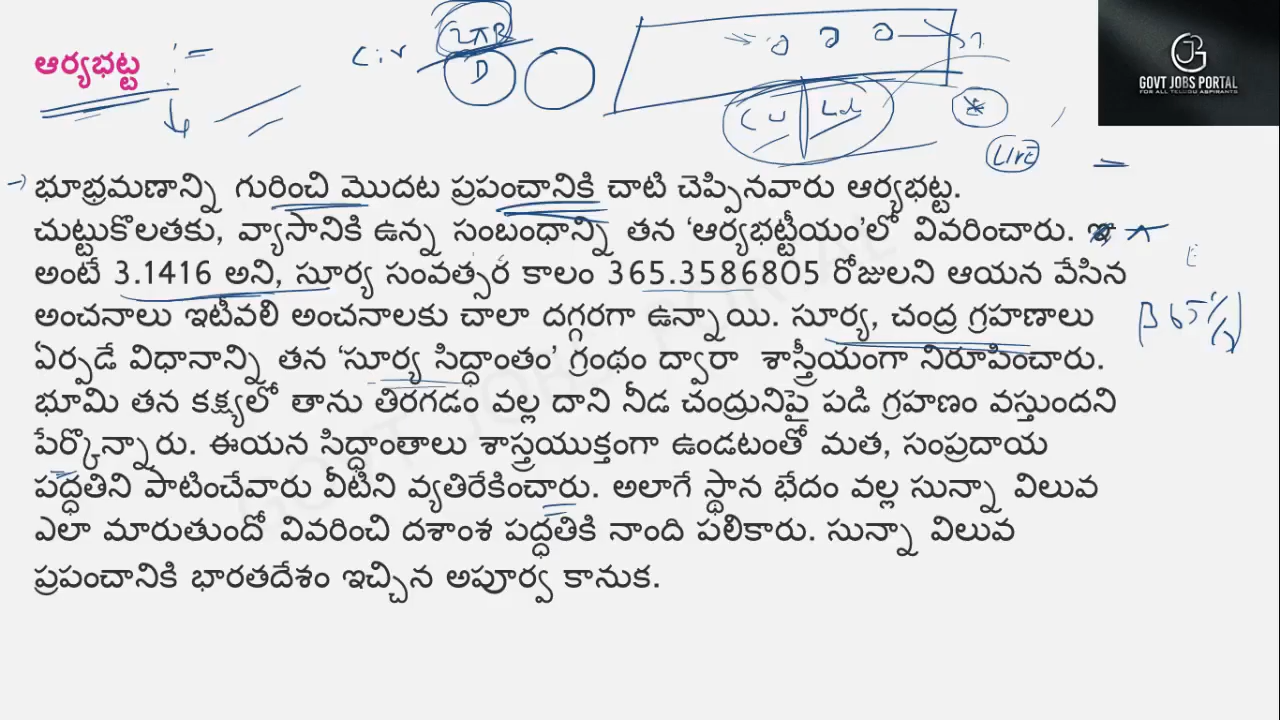 ఆర్యభట్ట
Cir 2πR
D
GOVT JOBS PORTAL
FOR ALL TELUGU ASPIRANTS
LIVE
భూభ్రమణాన్ని గురించి మొదట ప్రపంచానికి చాటి చెప్పినవారు ఆర్యభట్ట.
చుట్టుకొలతకు, వ్యాసానికి ఉన్న సంబంధాన్ని తన ‘ఆర్యభట్టీయం’లో వివరించారు.
అంటే 3.1416 అని, సూర్య సంవత్సర కాలం 365.3586805 రోజులని ఆయన వేసిన
అంచనాలు ఇటీవలి అంచనాలకు చాలా దగ్గరగా ఉన్నాయి. సూర్య, చంద్ర గ్రహణాలు
ఏర్పడే విధానాన్ని తన ‘సూర్య సిద్ధాంతం’ గ్రంథం ద్వారా శాస్త్రీయంగా నిరూపించారు.
భూమి తన కక్ష్యలో తాను తిరగడం వల్ల దాని నీడ చంద్రునిపై పడి గ్రహణం వస్తుందని
పేర్కొన్నారు. ఈయన సిద్ధాంతాలు శాస్త్రయుక్తంగా ఉండటంతో మత, సంప్రదాయ
పద్ధతిని పాటించేవారు వీటిని వ్యతిరేకించారు. అలాగే స్థాన భేదం వల్ల సున్నా విలువ
ఎలా మారుతుందో వివరించి దశాంశ పద్ధతికి నాంది పలికారు. సున్నా విలువ
ప్రపంచానికి భారతదేశం ఇచ్చిన అపూర్వ కానుక.